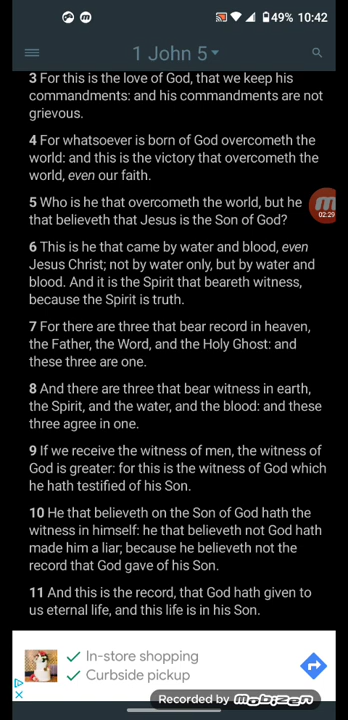 49% 10:42
1 John 5
3 For this is the love of God, that we keep his
commandments: and his commandments are not
grievous.
4 For whatsoever is born of God overcometh the
world: and this is the victory that overcometh the
world, even our faith.
5 Who is he that overcometh the world, but he
that believeth that Jesus is the Son of God?
02:29
6 This is he that came by water and blood, even
Jesus Christ; not by water only, but by water and
blood. And it is the Spirit that beareth witness,
because the Spirit is truth.
7 For there are three that bear record in heaven,
the Father, the Word, and the Holy Ghost: and
these three are one.
8 And there are three that bear witness in earth,
the Spirit, and the water, and the blood: and these
three agree in one.
9 If we receive the witness of men, the witness of
God is greater: for this is the witness of God which
he hath testified of his Son.
10 He that believeth on the Son of God hath the
witness in himself: he that believeth not God hath
made him a liar; because he believeth not the
record that God gave of his Son.
11 And this is the record, that God hath given to
us eternal life, and this life is in his Son.
In-store shopping
Curbside pickup
Recorded by mobizen